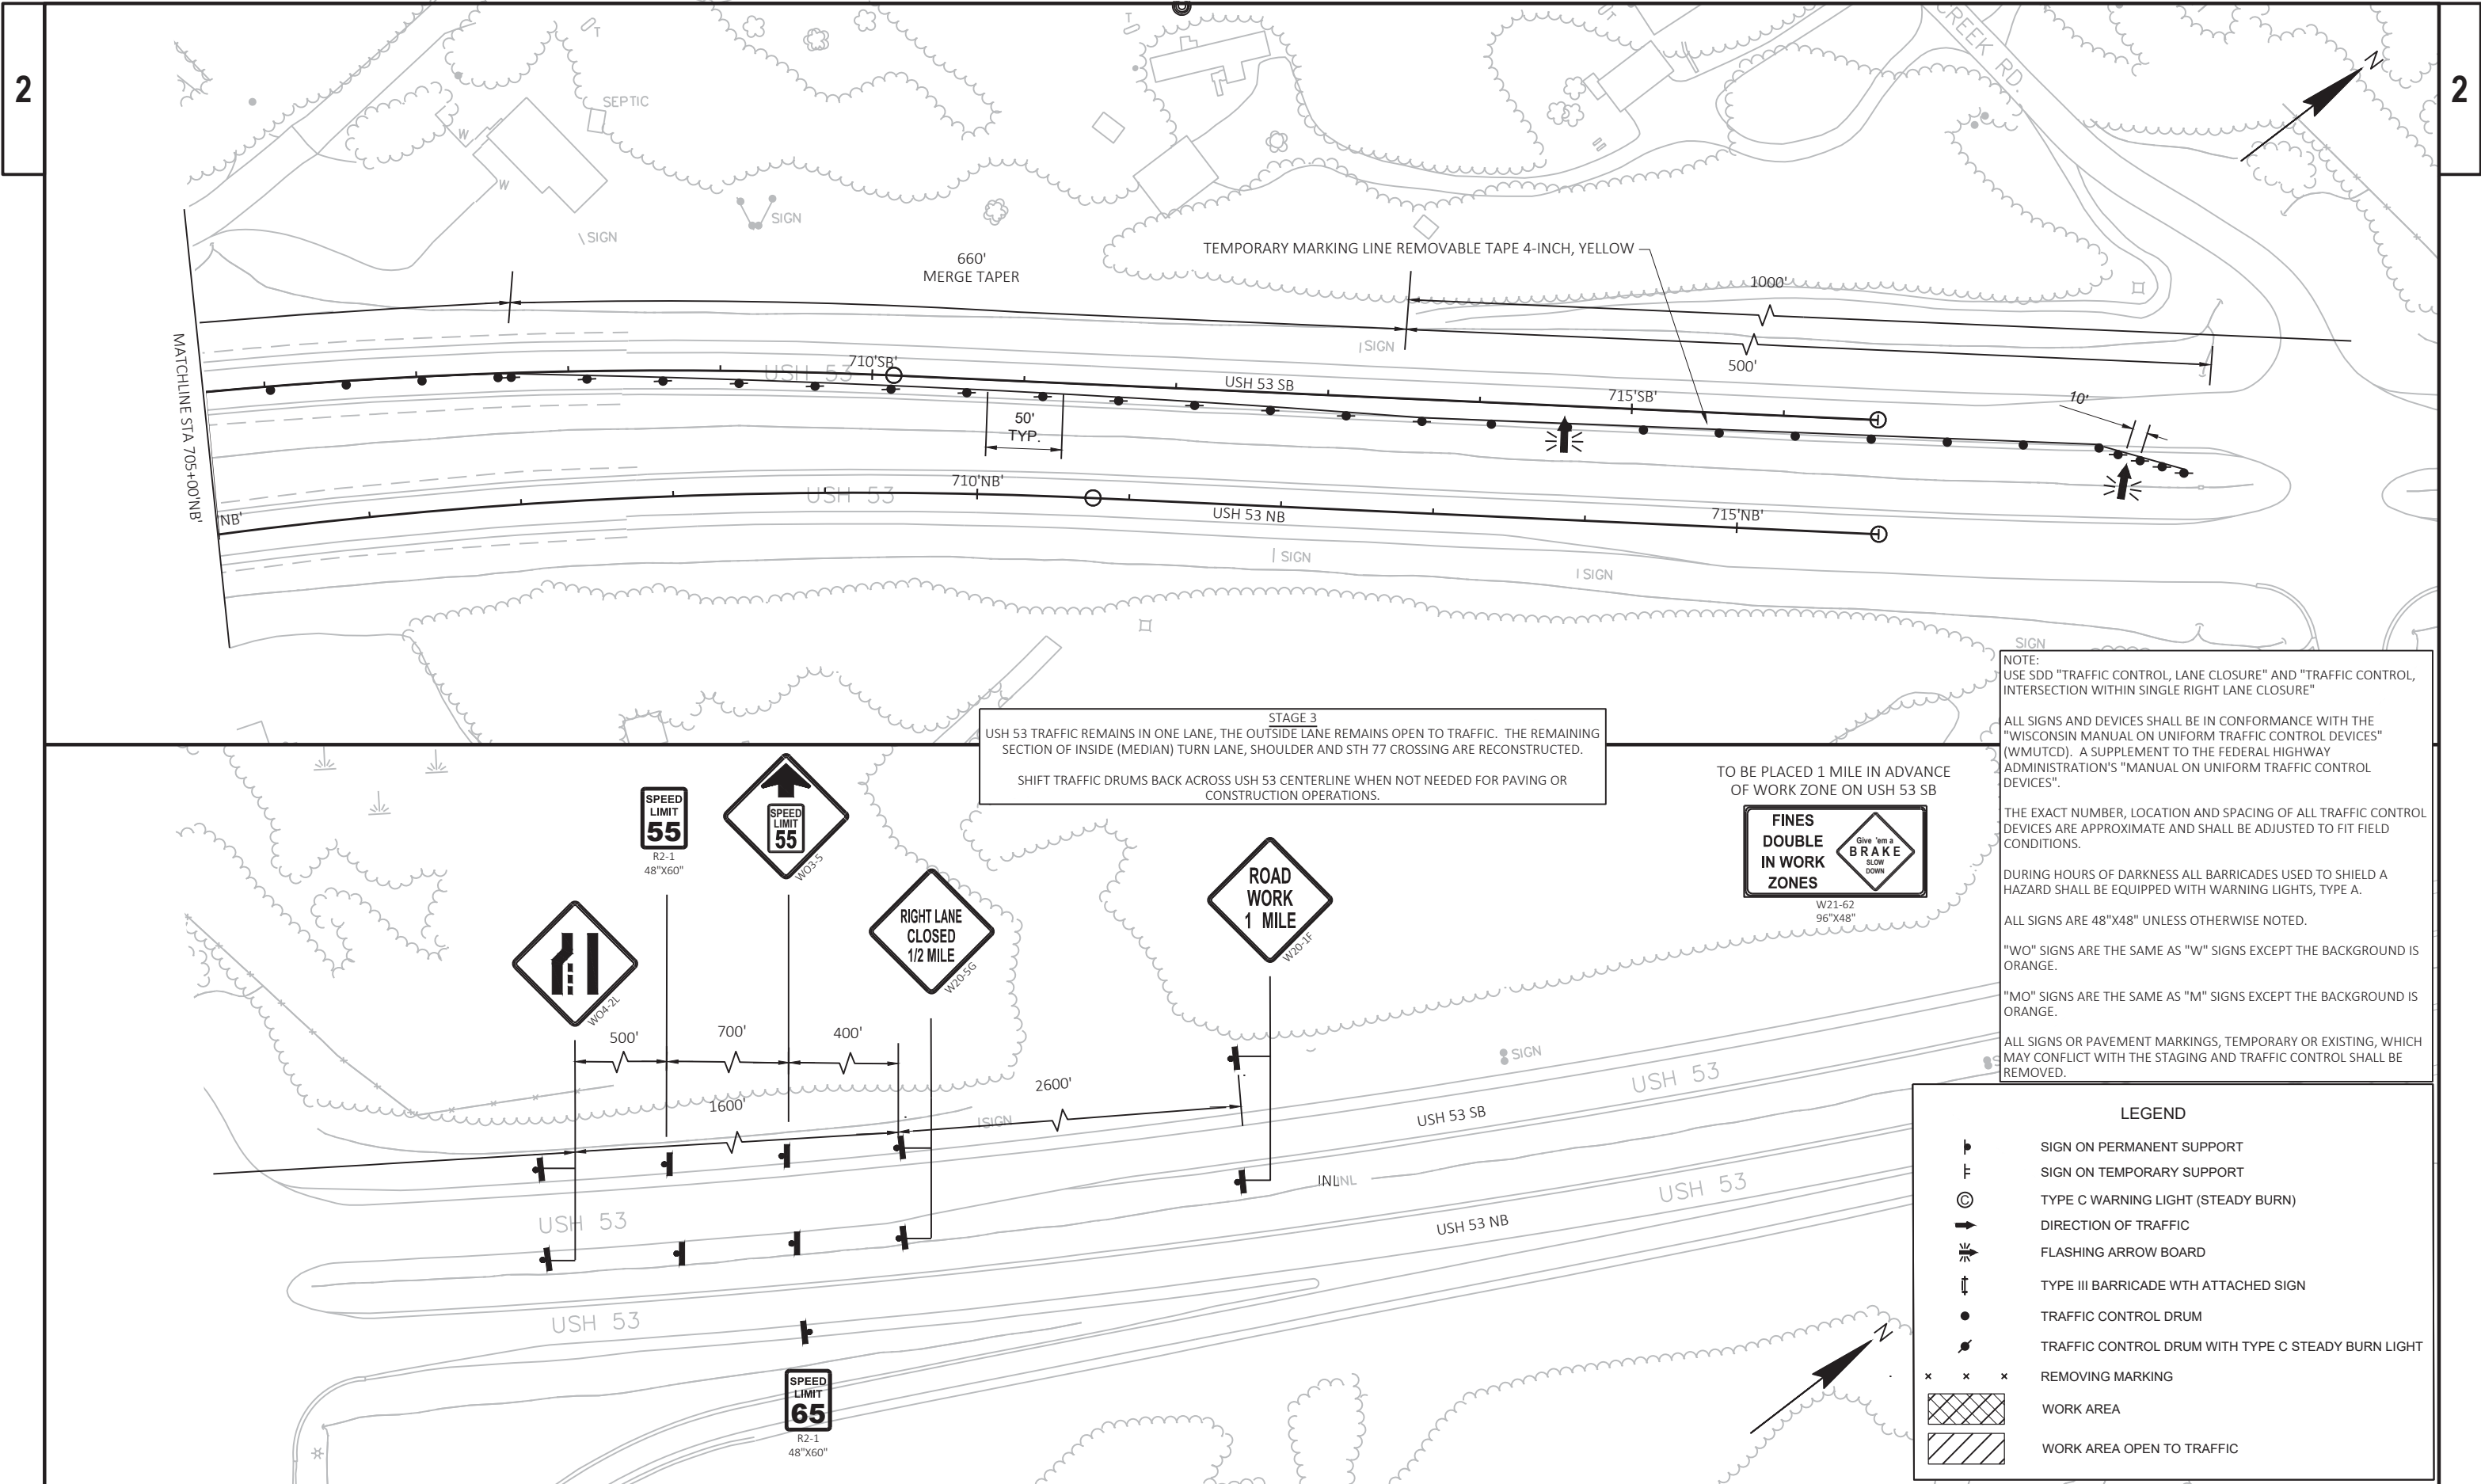 2
2
CREEK RD.
N
T
T
T
SEPTIC
W
W
SIGN
SIGN
TEMPORARY MARKING LINE REMOVABLE TAPE 4-INCH, YELLOW
660'
MERGE TAPER
1000'
500'
SIGN
MATCHLINE STA 705+00'NB'
710'SB'
USH 53
USH 53 SB
715'SB'
10'
50'
TYP.
710'NB'
USH 53
'NB'
USH 53 NB
715'NB'
SIGN
SIGN
SIGN
STAGE 3
USH 53 TRAFFIC REMAINS IN ONE LANE, THE OUTSIDE LANE REMAINS OPEN TO TRAFFIC. THE REMAINING
SECTION OF INSIDE (MEDIAN) TURN LANE, SHOULDER AND STH 77 CROSSING ARE RECONSTRUCTED.
SHIFT TRAFFIC DRUMS BACK ACROSS USH 53 CENTERLINE WHEN NOT NEEDED FOR PAVING OR
CONSTRUCTION OPERATIONS.
NOTE:
USE SDD "TRAFFIC CONTROL, LANE CLOSURE" AND "TRAFFIC CONTROL,
INTERSECTION WITHIN SINGLE RIGHT LANE CLOSURE"
ALL SIGNS AND DEVICES SHALL BE IN CONFORMANCE WITH THE
"WISCONSIN MANUAL ON UNIFORM TRAFFIC CONTROL DEVICES"
(WMUTCD). A SUPPLEMENT TO THE FEDERAL HIGHWAY
ADMINISTRATION'S "MANUAL ON UNIFORM TRAFFIC CONTROL
DEVICES".
THE EXACT NUMBER, LOCATION AND SPACING OF ALL TRAFFIC CONTROL
DEVICES ARE APPROXIMATE AND SHALL BE ADJUSTED TO FIT FIELD
CONDITIONS.
DURING HOURS OF DARKNESS ALL BARRICADES USED TO SHIELD A
HAZARD SHALL BE EQUIPPED WITH WARNING LIGHTS, TYPE A.
ALL SIGNS ARE 48"X48" UNLESS OTHERWISE NOTED.
"WO" SIGNS ARE THE SAME AS "W" SIGNS EXCEPT THE BACKGROUND IS
ORANGE.
"MO" SIGNS ARE THE SAME AS "M" SIGNS EXCEPT THE BACKGROUND IS
ORANGE.
ALL SIGNS OR PAVEMENT MARKINGS, TEMPORARY OR EXISTING, WHICH
MAY CONFLICT WITH THE STAGING AND TRAFFIC CONTROL SHALL BE
REMOVED.
TO BE PLACED 1 MILE IN ADVANCE
OF WORK ZONE ON USH 53 SB
FINES
DOUBLE
IN WORK
ZONES
Give 'em a
BRAKE
SLOW
DOWN
W21-62
96"X48"
SPEED
LIMIT
55
R2-1
48"X60"
SPEED
LIMIT
55
WO3-5
RIGHT LANE
CLOSED
1/2 MILE
W20-5G
ROAD
WORK
1 MILE
W20-1F
WO4-2L
500'
700'
400'
1600'
2600'
SIGN
SIGN
USH 53
USH 53 SB
INL
INL
USH 53
USH 53
USH 53 NB
USH 53
SPEED
LIMIT
65
R2-1
48"X60"
N
LEGEND
SIGN ON PERMANENT SUPPORT
SIGN ON TEMPORARY SUPPORT
C
TYPE C WARNING LIGHT (STEADY BURN)
DIRECTION OF TRAFFIC
FLASHING ARROW BOARD
TYPE III BARRICADE WTH ATTACHED SIGN
TRAFFIC CONTROL DRUM
TRAFFIC CONTROL DRUM WITH TYPE C STEADY BURN LIGHT
REMOVING MARKING
WORK AREA
WORK AREA OPEN TO TRAFFIC